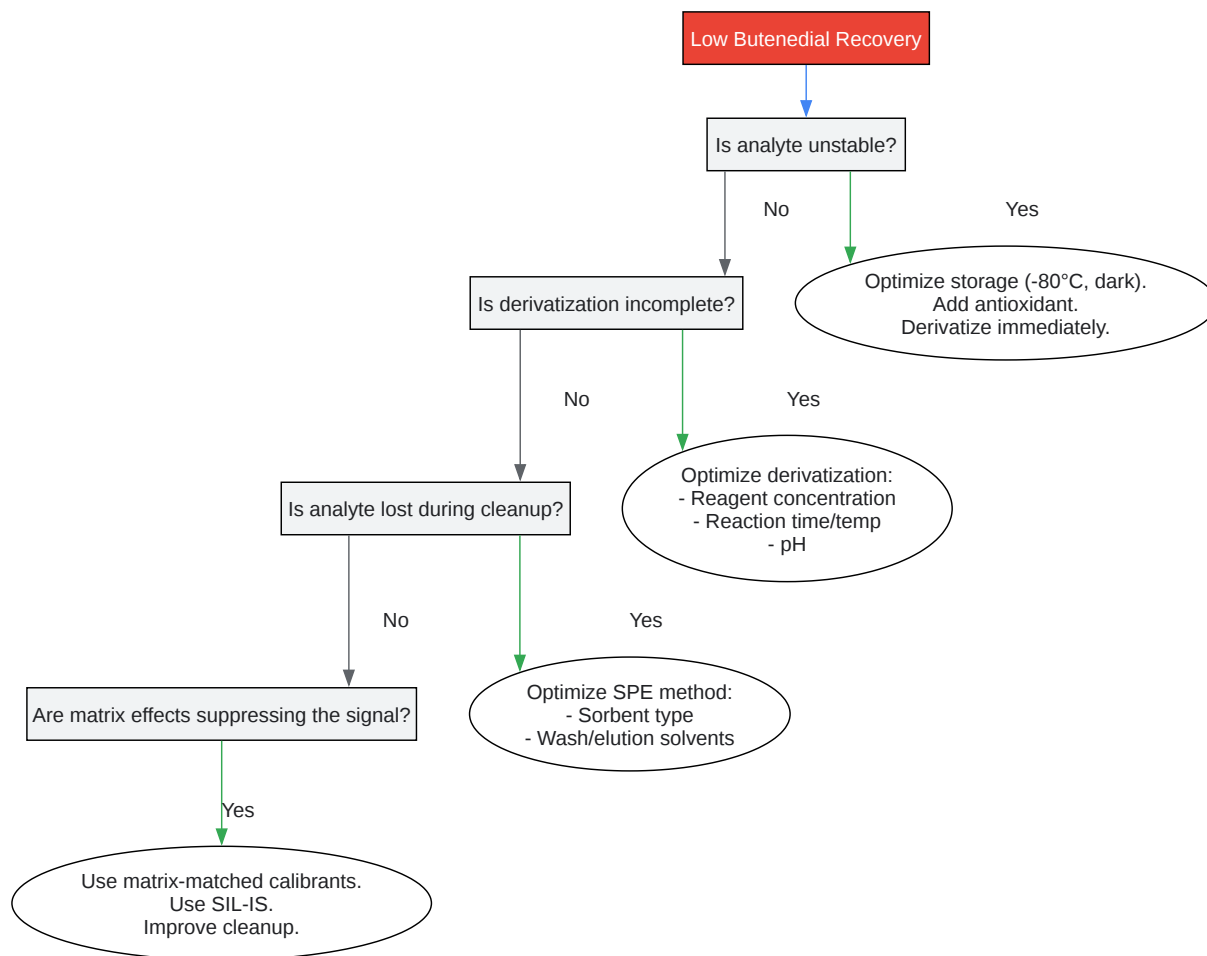 Low Butenedial Recovery
Is analyte unstable?
No
Yes
Optimize storage (-80°C, dark).
Add antioxidant.
Derivatize immediately.
Is derivatization incomplete?
No
Yes
Optimize derivatization:
- Reagent concentration
- Reaction time/temp
- pH
Is analyte lost during cleanup?
No
Yes
Optimize SPE method:
- Sorbent type
- Wash/elution solvents
Are matrix effects suppressing the signal?
Yes
Use matrix-matched calibrants.
Use SIL-IS.
Improve cleanup.